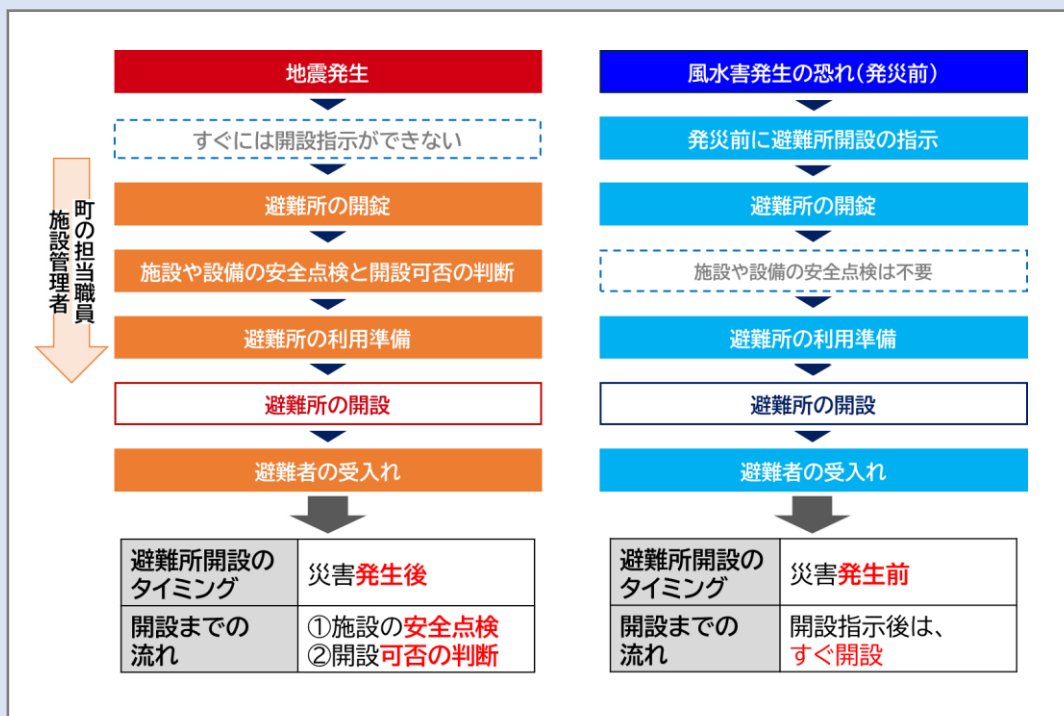 地震発生
すぐには開設指示ができない
避難所の開錠
施設や設備の安全点検と開設可否の判断
避難所の利用準備
避難所の開設
避難者の受入れ
町の担当職員
施設管理者
避難所開設の
タイミング
災害発生後
開設までの
流れ
①施設の安全点検
②開設可否の判断
風水害発生の恐れ(発災前)
発災前に避難所開設の指示
避難所の開錠
施設や設備の安全点検は不要
避難所の利用準備
避難所の開設
避難者の受入れ
避難所開設の
タイミング
災害発生前
開設までの
流れ
開設指示後は、
すぐ開設